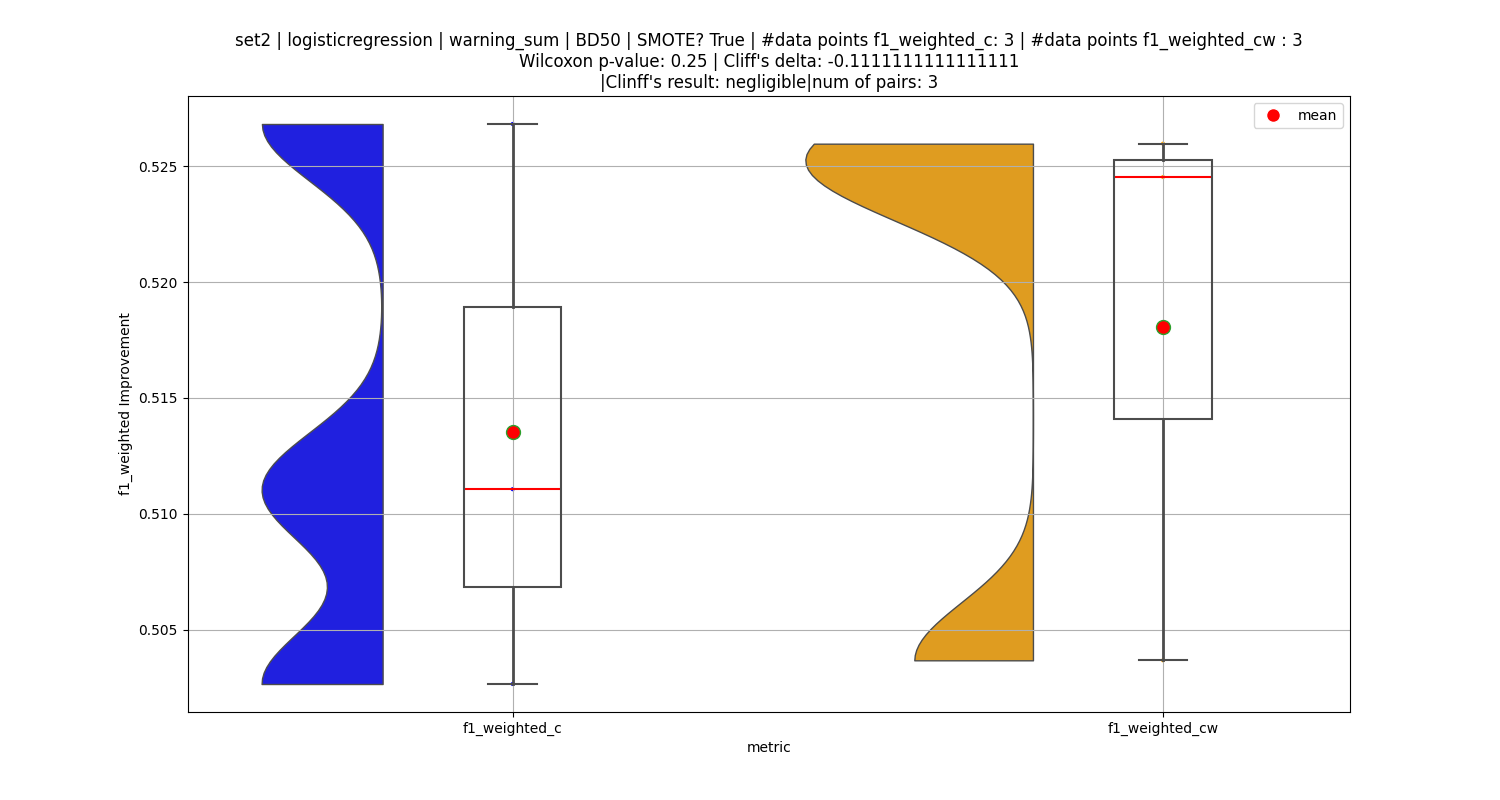 set2 | logisticregression | warning_sum | BD50 | SMOTE? True | #data points f1_weighted_c: 3 | #data points f1_weighted_cw : 3
Wilcoxon p-value: 0.25 | Cliff's delta: -0.1111111111111111
|Clinff's result: negligible|num of pairs: 3
mean
0.525
0.520
0.515
0.510
0.505
f1_weighted Improvement
f1_weighted_c
f1_weighted_cw
metric